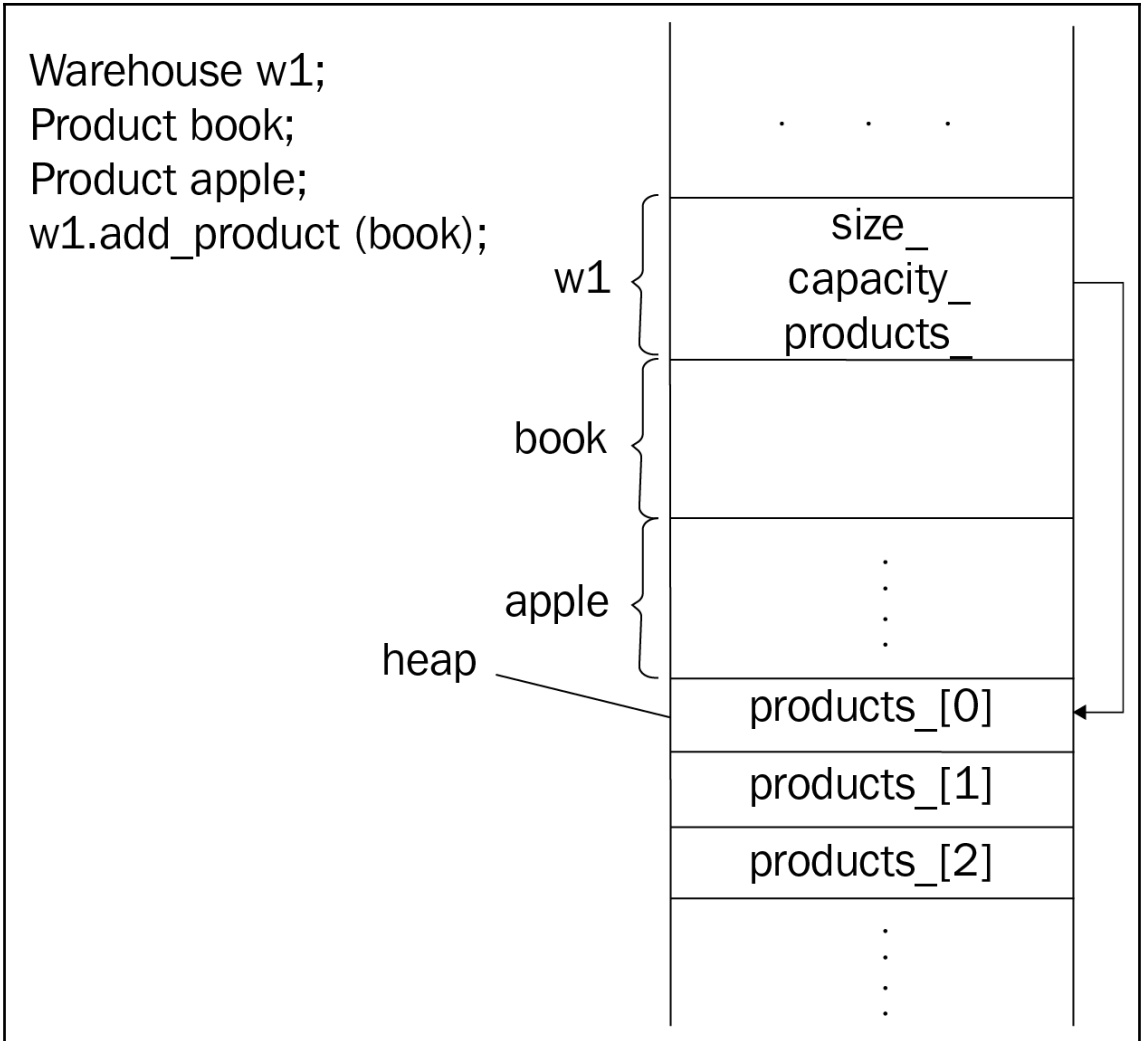 Warehouse w1;
Product book;
Product apple;
w1.add_product (book);
. . .
size_
w1
capacity_
products_
book
apple
heap
products_[0]
products_[1]
products_[2]